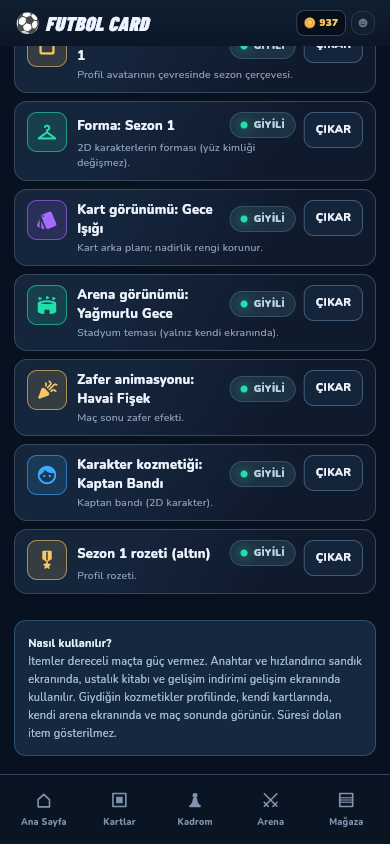 FUTBOL CARD
937
1
Profil avatarının çevresinde sezon çerçevesi.
Forma: Sezon 1
GİYİLİ
ÇIKAR
2D karakterlerin forması (yüz kimliği
değişmez).
Kart görünümü: Gece
Işığı
GİYİLİ
ÇIKAR
Kart arka planı; nadirlik rengi korunur.
Arena görünümü:
Yağmurlu Gece
GİYİLİ
ÇIKAR
Stadyum teması (yalnız kendi ekranında).
Zafer animasyonu:
Havai Fişek
GİYİLİ
ÇIKAR
Maç sonu zafer efekti.
Karakter kozmetiği:
Kaptan Bandı
GİYİLİ
ÇIKAR
Kaptan bandı (2D karakter).
Sezon 1 rozeti (altın)
GİYİLİ
ÇIKAR
Profil rozeti.
Nasıl kullanılır?
Itemler dereceli maçta güç vermez. Anahtar ve hızlandırıcı sandık
ekranında, ustalık kitabı ve gelişim indirimi gelişim ekranında
kullanılır. Giydiğin kozmetikler profilinde, kendi kartlarında,
kendi arena ekranında ve maç sonunda görünür. Süresi dolan
item gösterilmez.
Ana Sayfa
Kartlar
Kadrom
Arena
Mağaza